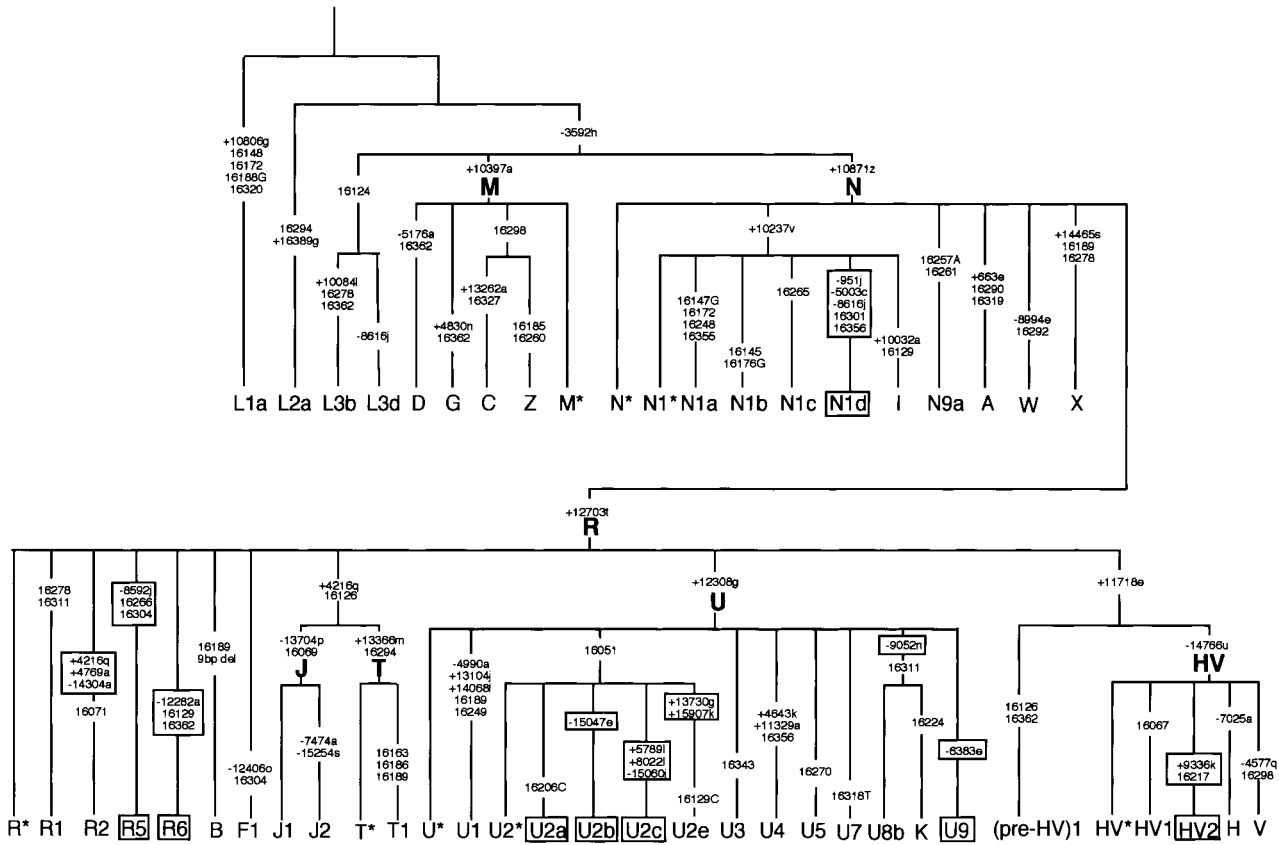 -3592h
+10806g
16148
16172
16188G
16320
16294
+16389g
16124
+10084l
16278
16362
-8616j
+10397a
M
-5176a
16362
+4830n
16362
16298
+13262a
16327
16185
16260
+10871z
N
+10237v
16147G
16172
16248
16355
16145
16176G
16265
-951j
-5003c
-8616j
16301
16356
+10032a
16129
16257A
16261
+663e
16290
16319
-8994e
16292
+14465s
16189
16278
L1a L2a L3b L3d D G C Z M* N* N1* N1a N1b N1c N1d I N9a A W X
+12703t
R
16278
16311
+4216q
+4769a
-14304a
16071
-8592j
16266
16304
-12282a
16129
16362
16189
9bp del
-12406o
16304
+4216q
16126
-13704p
16069
J
-7474a
-15254s
+13366m
16294
T
16163
16186
16189
+12308g
U
-4990a
+13104j
+14068l
16189
16249
16051
16206C
-15047e
+5789l
+8022l
-15060j
+13730g
+15907k
16129C
16343
+4643k
+11329a
16356
16270
16318T
-9052n
16311
16224
-6383e
+11718e
16126
16362
-14766u
HV
16067
+9336k
16217
-7025a
-4577q
16298
R* R1 R2 R5 R6 B F1 J1 J2 T* T1 U* U1 U2* U2a U2b U2c U2e U3 U4 U5 U7 U8b K U9 (pre-HV)1 HV* HV1 HV2 H V